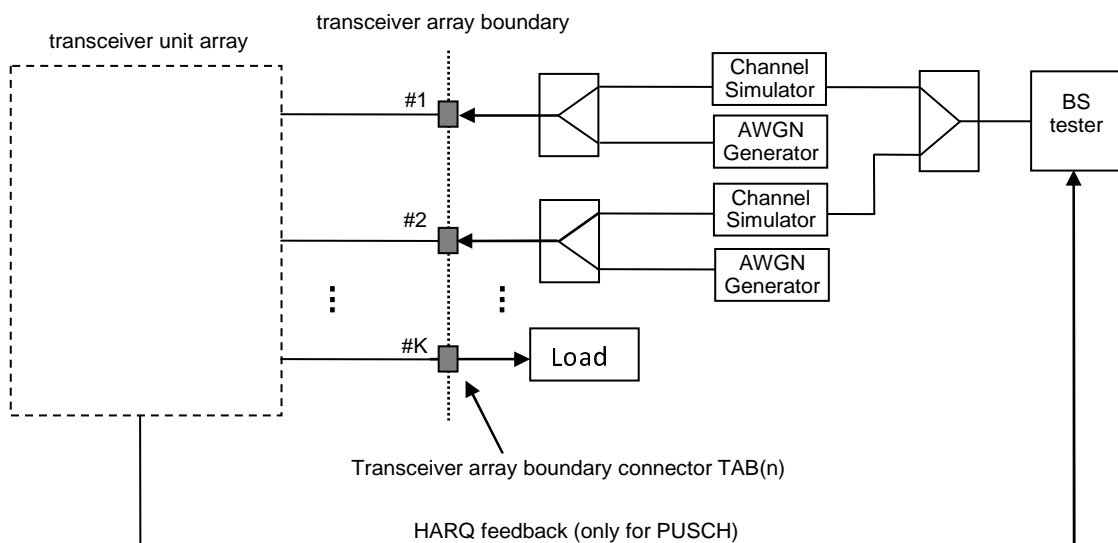 transceiver array boundary
transceiver unit array
#1
Channel
Simulator
AWGN
Generator
BS
tester
#2
Channel
Simulator
AWGN
Generator
#K
Load
Transceiver array boundary connector TAB(n)
HARQ feedback (only for PUSCH)